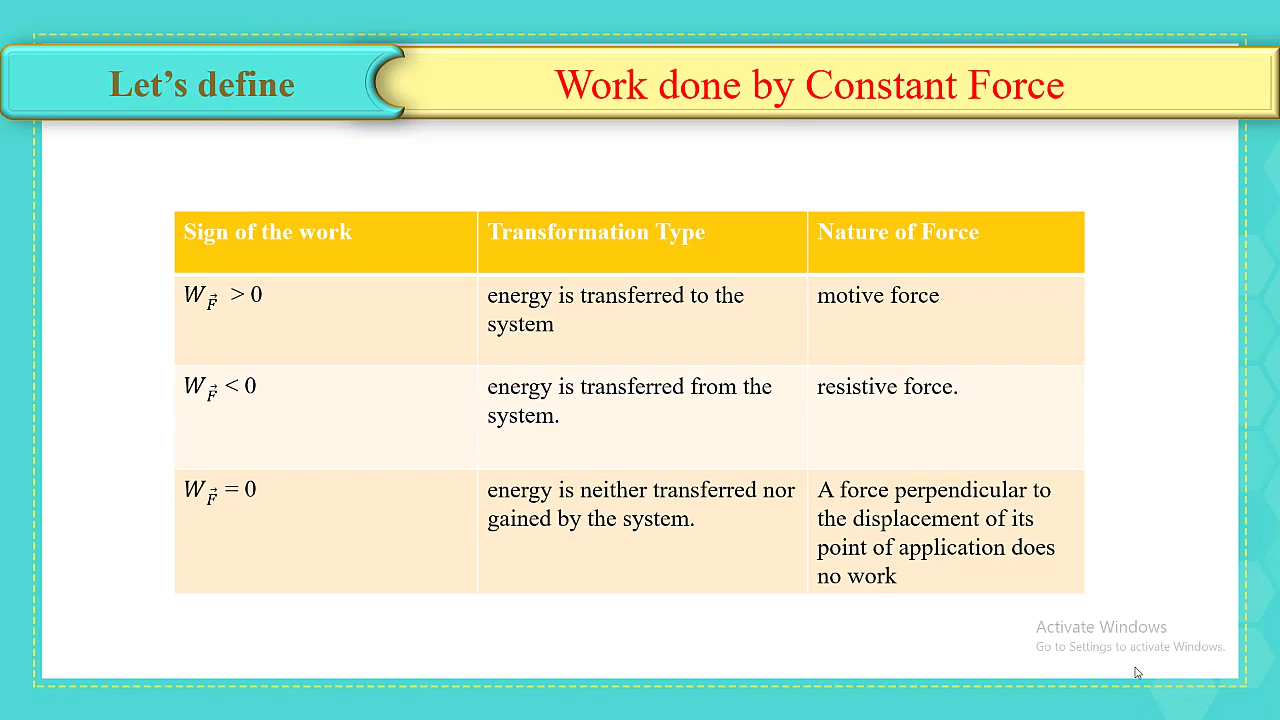 Let's define
Work done by Constant Force
Sign of the work
Transformation Type
Nature of Force
W_F⃗ > 0
energy is transferred to the
system
motive force
W_F⃗ < 0
energy is transferred from the
system.
resistive force.
W_F⃗ = 0
energy is neither transferred nor
gained by the system.
A force perpendicular to
the displacement of its
point of application does
no work
Activate Windows
Go to Settings to activate Windows.